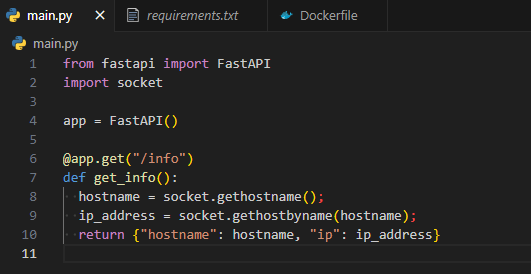 main.py × requirements.txt Dockerfile
main.py
1 from fastapi import FastAPI
2 import socket
3
4 app = FastAPI()
5
6 @app.get("/info")
7 def get_info():
8 hostname = socket.gethostname();
9 ip_address = socket.gethostbyname(hostname);
10 return {"hostname": hostname, "ip": ip_address}
11